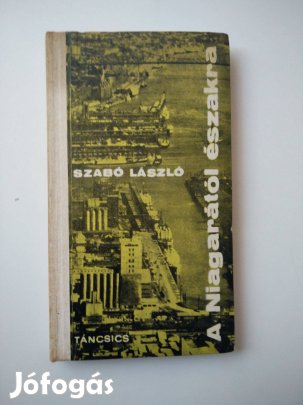 SZABÓ LÁSZLÓ
A Niagarától északra
TÁNCSICS
Jófogás